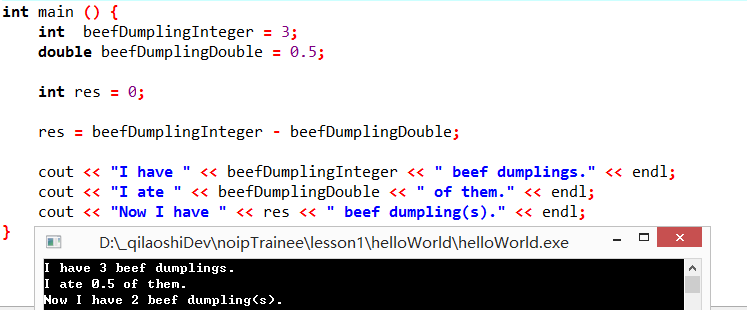 int main () {
int  beefDumplingInteger = 3;
double beefDumplingDouble = 0.5;
int res = 0;
res = beefDumplingInteger - beefDumplingDouble;
cout << "I have " << beefDumplingInteger << " beef dumplings." << endl;
cout << "I ate " << beefDumplingDouble << " of them." << endl;
cout << "Now I have " << res << " beef dumpling(s)." << endl;
}
D:\_qilaoshiDev\noipTrainee\lesson1\helloWorld\helloWorld.exe
I have 3 beef dumplings.
I ate 0.5 of them.
Now I have 2 beef dumpling(s).